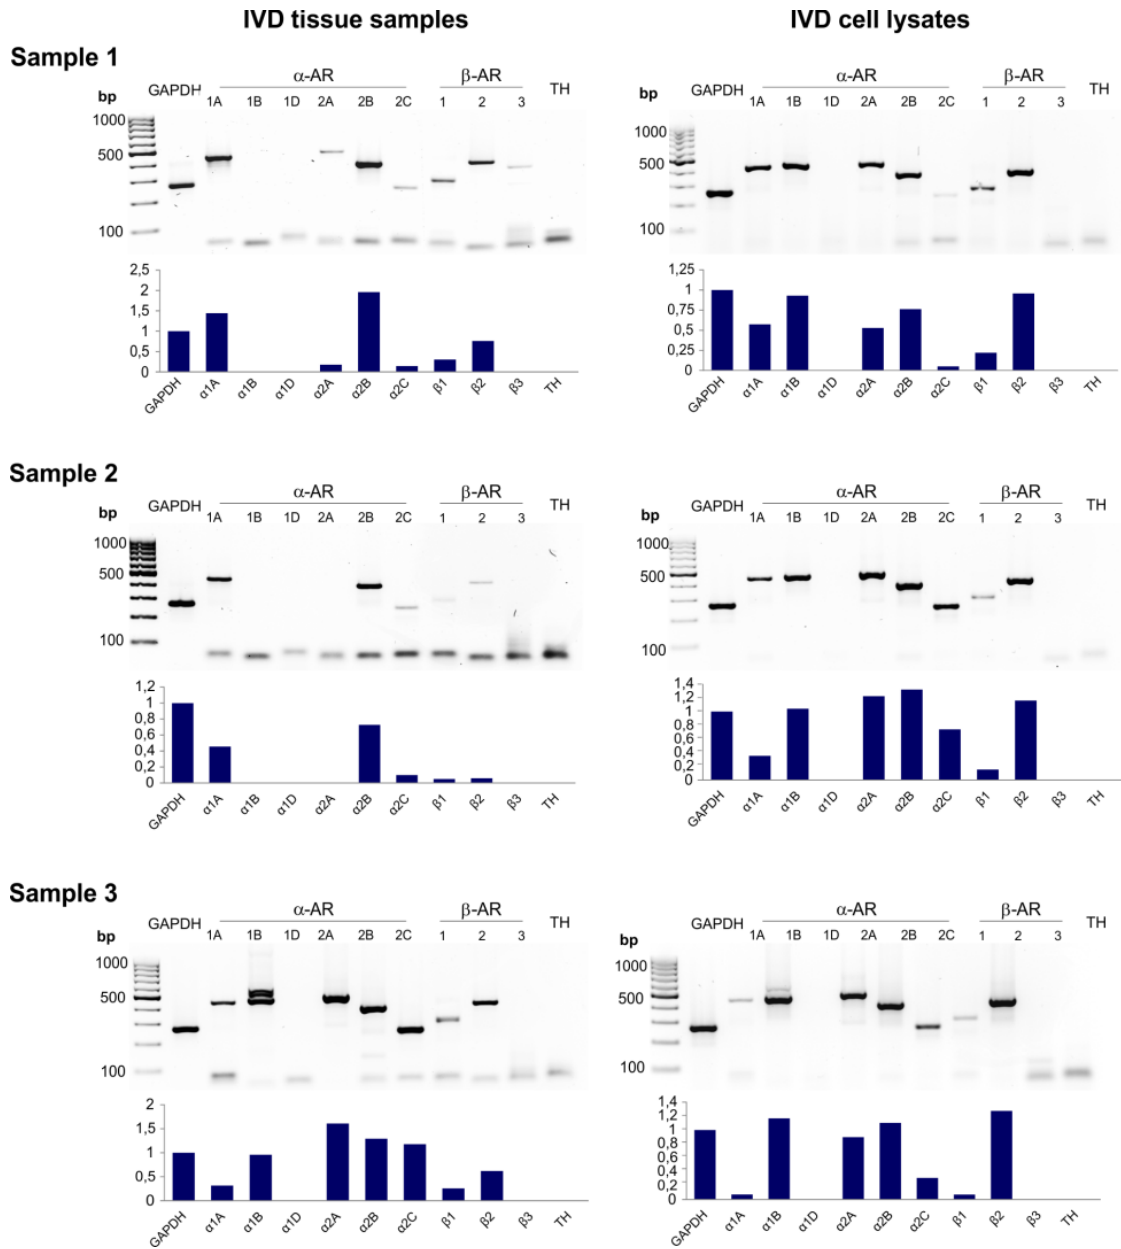 IVD tissue samples
IVD cell lysates
Sample 1
GAPDH α-AR β-AR TH
bp 1A 1B 1D 2A 2B 2C 1 2 3
1000
500
100
2,5
2
1,5
1
0,5
0
GAPDH α1A α1B α1D α2A α2B α2C β1 β2 β3 TH
GAPDH α-AR β-AR TH
bp 1A 1B 1D 2A 2B 2C 1 2 3
1000
500
100
1,25
1
0,75
0,5
0,25
0
GAPDH α1A α1B α1D α2A α2B α2C β1 β2 β3 TH
Sample 2
GAPDH α-AR β-AR TH
bp 1A 1B 1D 2A 2B 2C 1 2 3
1000
500
100
1,2
1
0,8
0,6
0,4
0,2
0
GAPDH α1A α1B α1D α2A α2B α2C β1 β2 β3 TH
GAPDH α-AR β-AR TH
bp 1A 1B 1D 2A 2B 2C 1 2 3
1000
500
100
1,4
1,2
1
0,8
0,6
0,4
0,2
0
GAPDH α1A α1B α1D α2A α2B α2C β1 β2 β3 TH
Sample 3
GAPDH α-AR β-AR TH
bp 1A 1B 1D 2A 2B 2C 1 2 3
1000
500
100
2
1,5
1
0,5
0
GAPDH α1A α1B α1D α2A α2B α2C β1 β2 β3 TH
GAPDH α-AR β-AR TH
bp 1A 1B 1D 2A 2B 2C 1 2 3
1000
500
100
1,4
1,2
1
0,8
0,6
0,4
0,2
0
GAPDH α1A α1B α1D α2A α2B α2C β1 β2 β3 TH